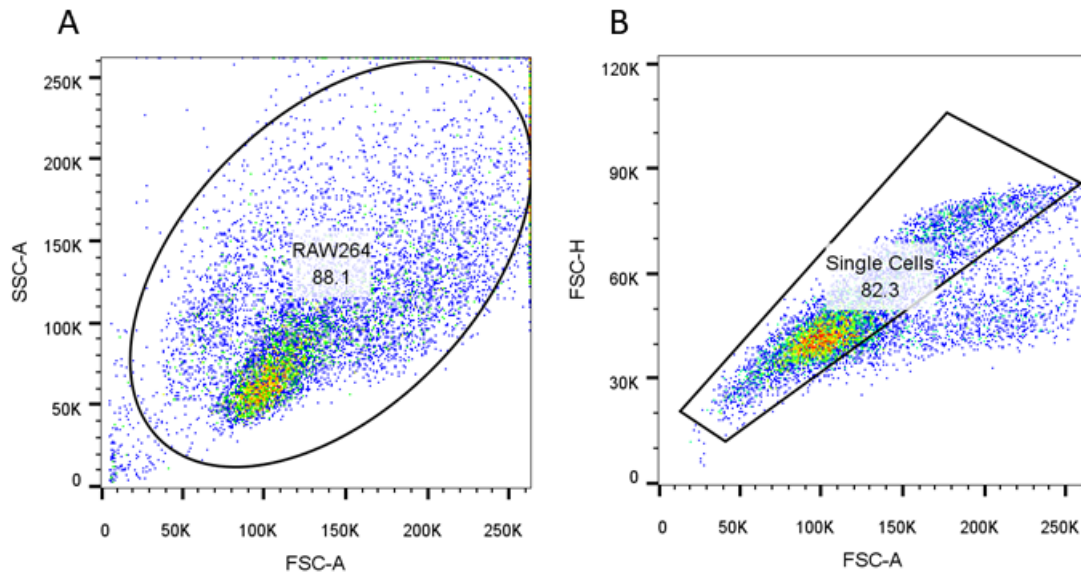 A
250K
200K
150K
100K
50K
0
SSC-A
RAW264
88.1
0
50K
100K
150K
200K
250K
FSC-A
B
120K
90K
60K
30K
0
FSC-H
Single Cells
82.3
0
50K
100K
150K
200K
250K
FSC-A